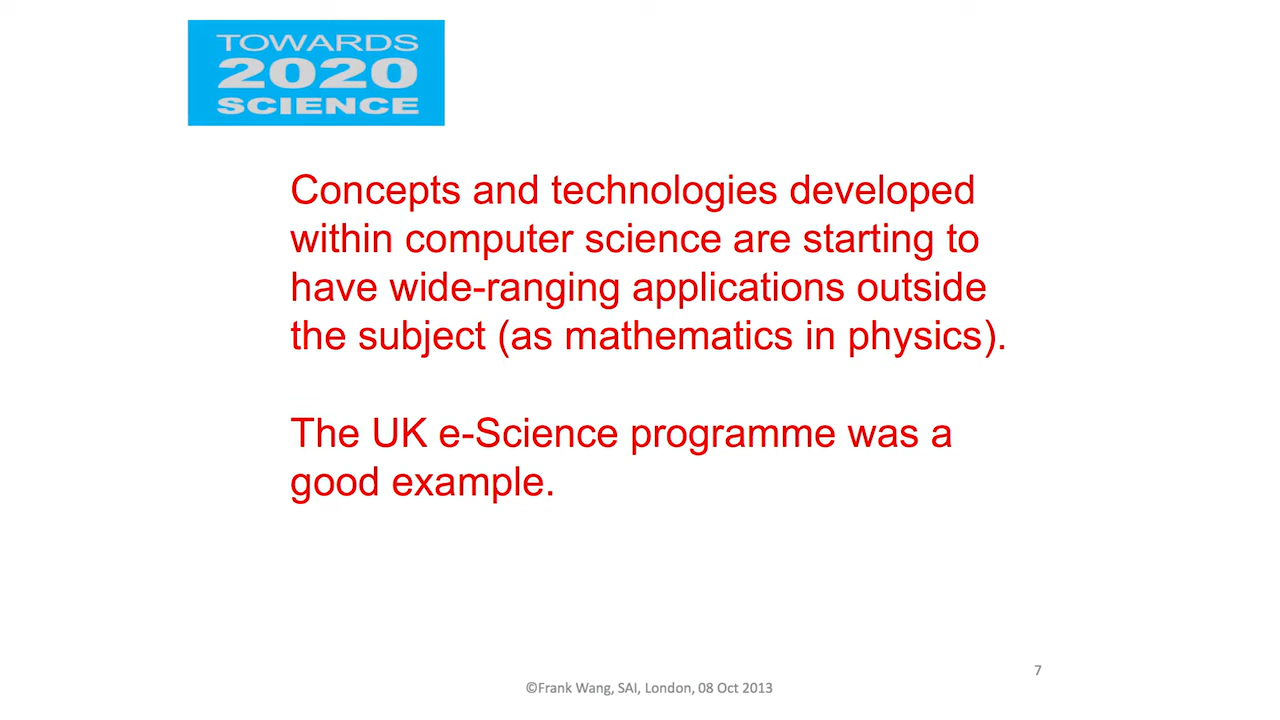 TOWARDS
2020
SCIENCE
Concepts and technologies developed
within computer science are starting to
have wide-ranging applications outside
the subject (as mathematics in physics).
The UK e-Science programme was a
good example.
7
©Frank Wang, SAI, London, 08 Oct 2013